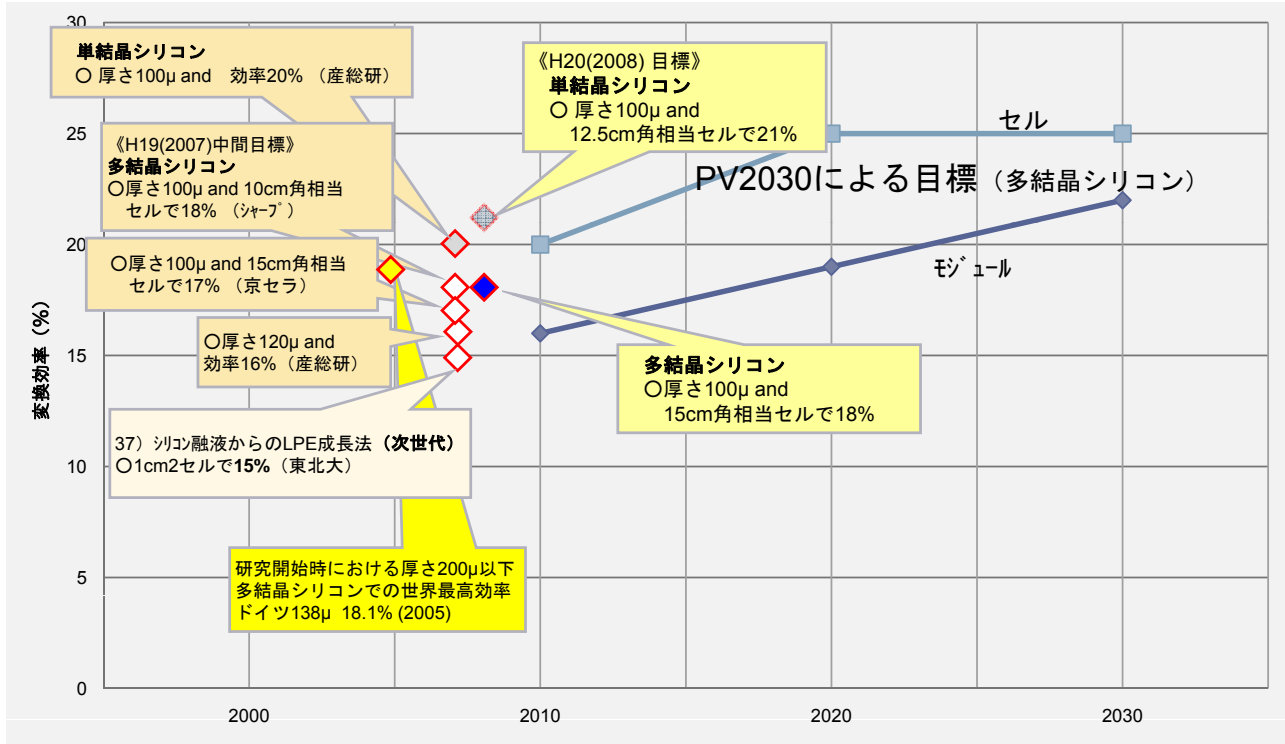 単結晶シリコン
○ 厚さ100μ and 効率20% （産総研）
《H19(2007)中間目標》
多結晶シリコン
○厚さ100μ and 10cm角相当
セルで18% （ｼｬｰﾌﾟ）
○厚さ100μ and 15cm角相当
セルで17% （京セラ）
○厚さ120μ and
効率16%（産総研）
37）ｼﾘｺﾝ融液からのLPE成長法（次世代）
○1cm2セルで15%（東北大）
研究開始時における厚さ200μ以下
多結晶シリコンでの世界最高効率
ドイツ138μ 18.1% (2005)
《H20(2008) 目標》
単結晶シリコン
○ 厚さ100μ and
12.5cm角相当セルで21%
セル
PV2030による目標（多結晶シリコン）
ﾓｼﾞｭｰﾙ
多結晶シリコン
○厚さ100μ and
15cm角相当セルで18%
変換効率（%）
30
25
20
15
10
5
0
2000
2010
2020
2030